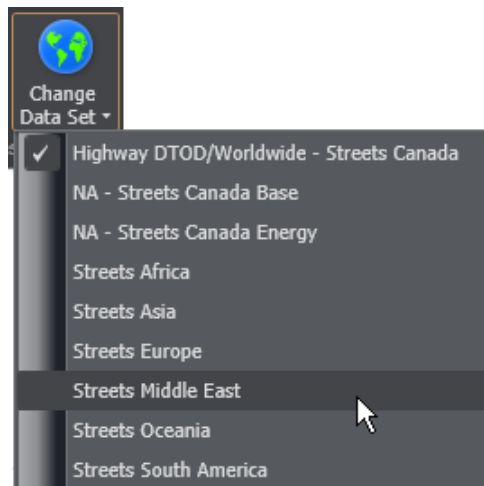 Change
Data Set
Highway DTOD/Worldwide - Streets Canada
NA - Streets Canada Base
NA - Streets Canada Energy
Streets Africa
Streets Asia
Streets Europe
Streets Middle East
Streets Oceania
Streets South America